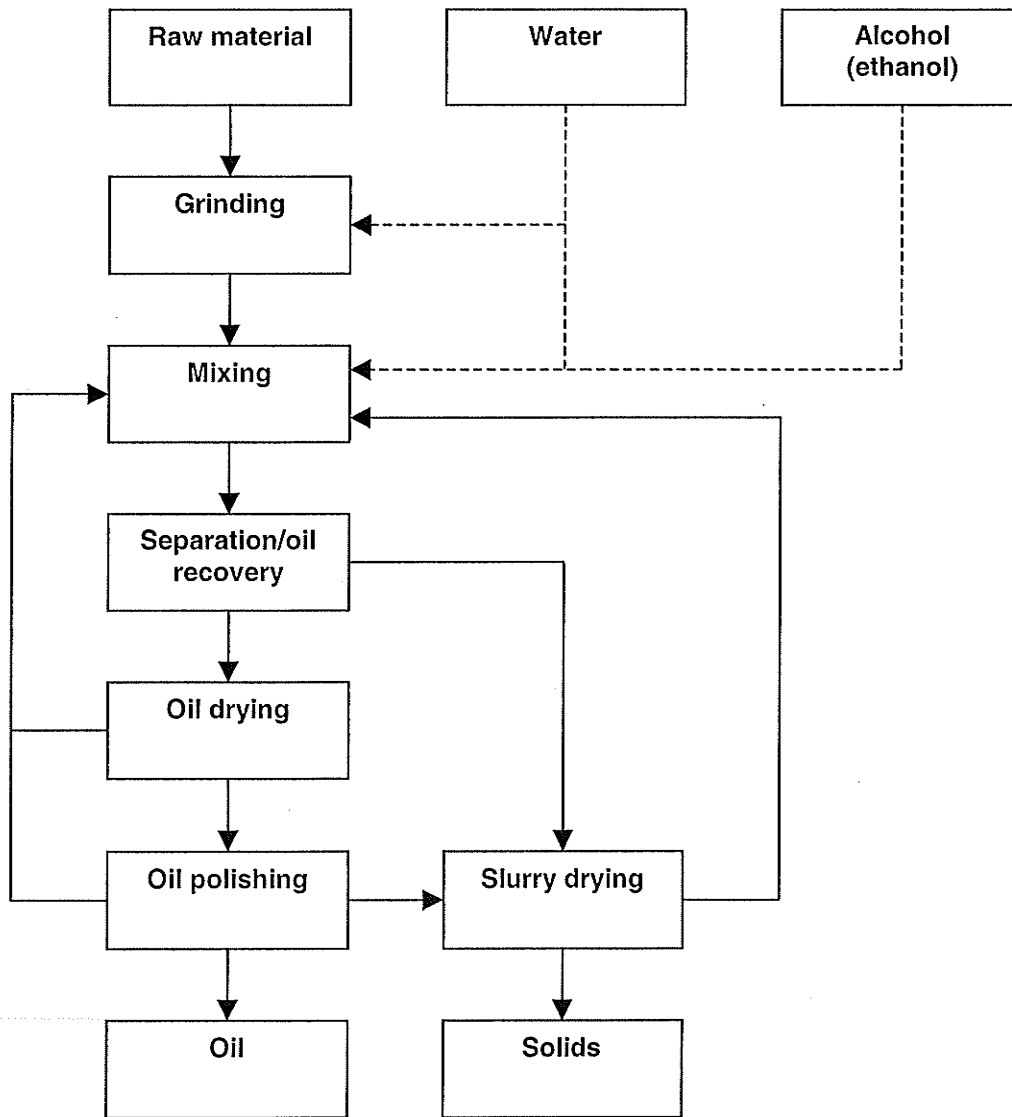 Raw material
Water
Alcohol
(ethanol)
Grinding
Mixing
Separation/oil
recovery
Oil drying
Oil polishing
Slurry drying
Oil
Solids